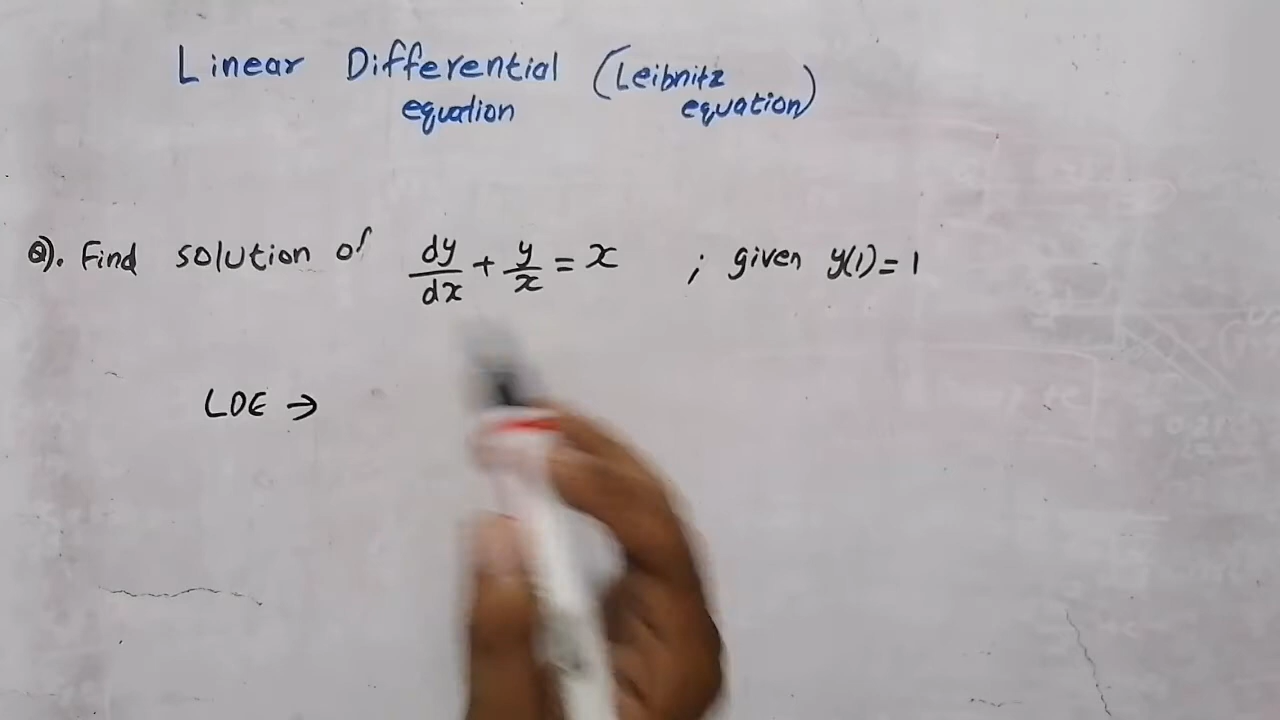 Linear Differential equation (Leibnitz equation)
Q). Find solution of dy/dx + y/x = x ; given y(1) = 1
LDE →